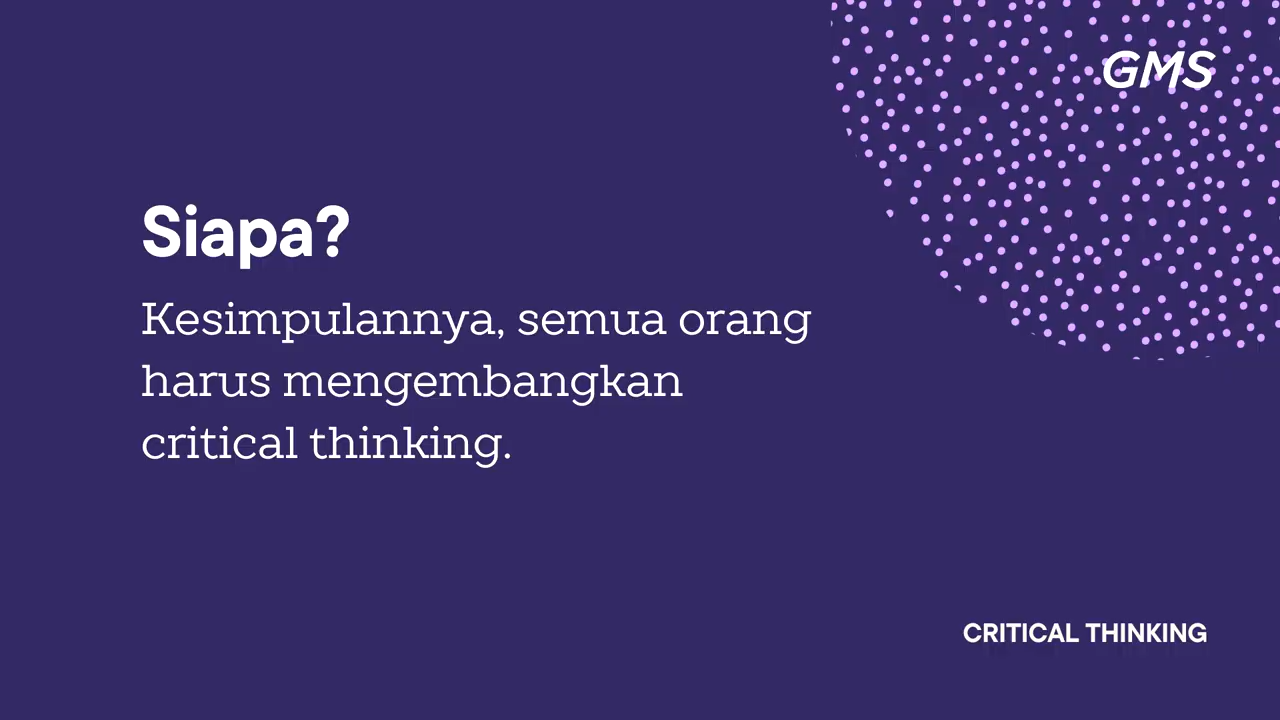 GMS
Siapa?
Kesimpulannya, semua orang
harus mengembangkan
critical thinking.
CRITICAL THINKING